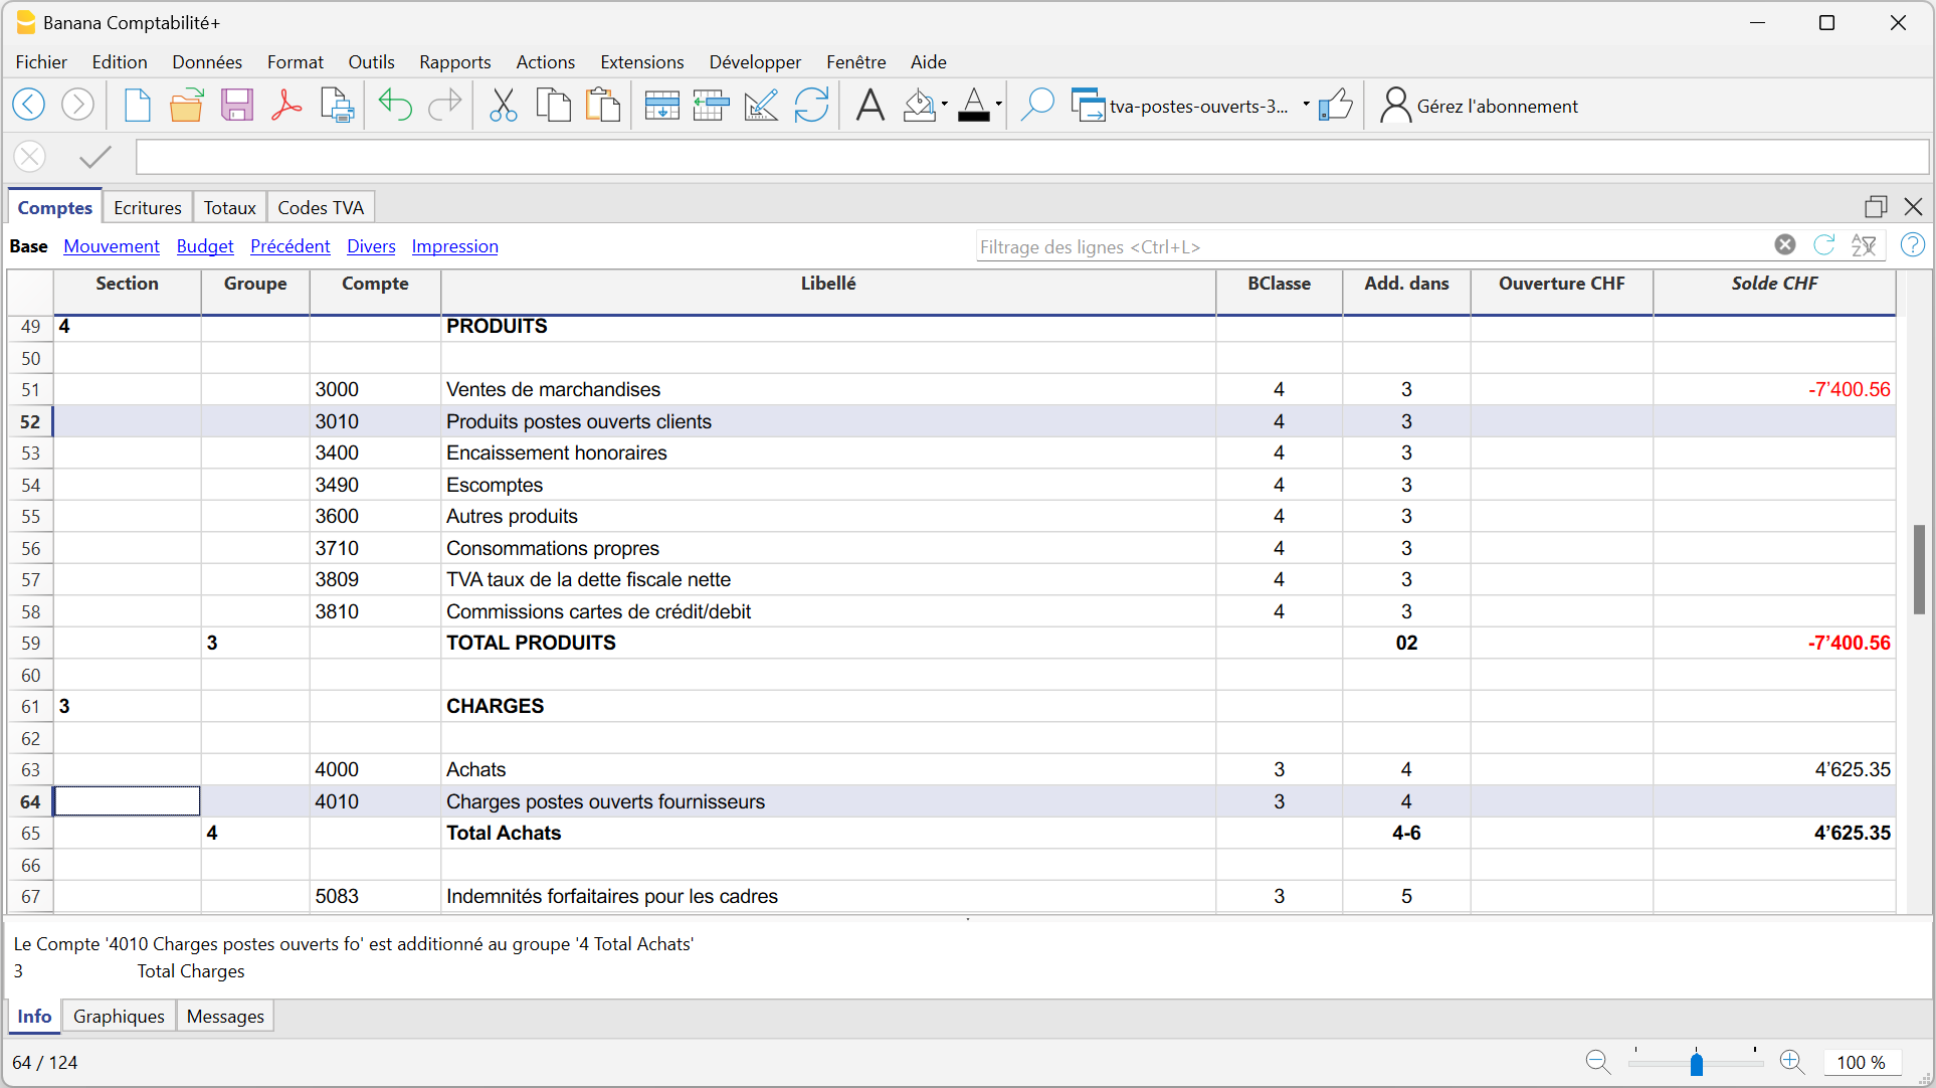 Banana Comptabilité+
Fichier Edition Données Format Outils Rapports Actions Extensions Développer Fenêtre Aide
tva-postes-ouverts-3... Gérez l'abonnement
Comptes Ecritures Totaux Codes TVA
Base Mouvement Budget Précédent Divers Impression Filtrage des lignes <Ctrl+L>
Section Groupe Compte Libellé BClasse Add. dans Ouverture CHF Solde CHF
49 4 PRODUITS
50
51 3000 Ventes de marchandises 4 3 -7’400.56
52 3010 Produits postes ouverts clients 4 3
53 3400 Encaissement honoraires 4 3
54 3490 Escomptes 4 3
55 3600 Autres produits 4 3
56 3710 Consommations propres 4 3
57 3809 TVA taux de la dette fiscale nette 4 3
58 3810 Commissions cartes de crédit/debit 4 3
59 3 TOTAL PRODUITS 02 -7’400.56
60
61 3 CHARGES
62
63 4000 Achats 3 4 4’625.35
64 4010 Charges postes ouverts fournisseurs 3 4
65 4 Total Achats 4-6 4’625.35
66
67 5083 Indemnités forfaitaires pour les cadres 3 5
Le Compte '4010 Charges postes ouverts fo' est additionné au groupe '4 Total Achats'
3 Total Charges
Info Graphiques Messages
64 / 124 100 %